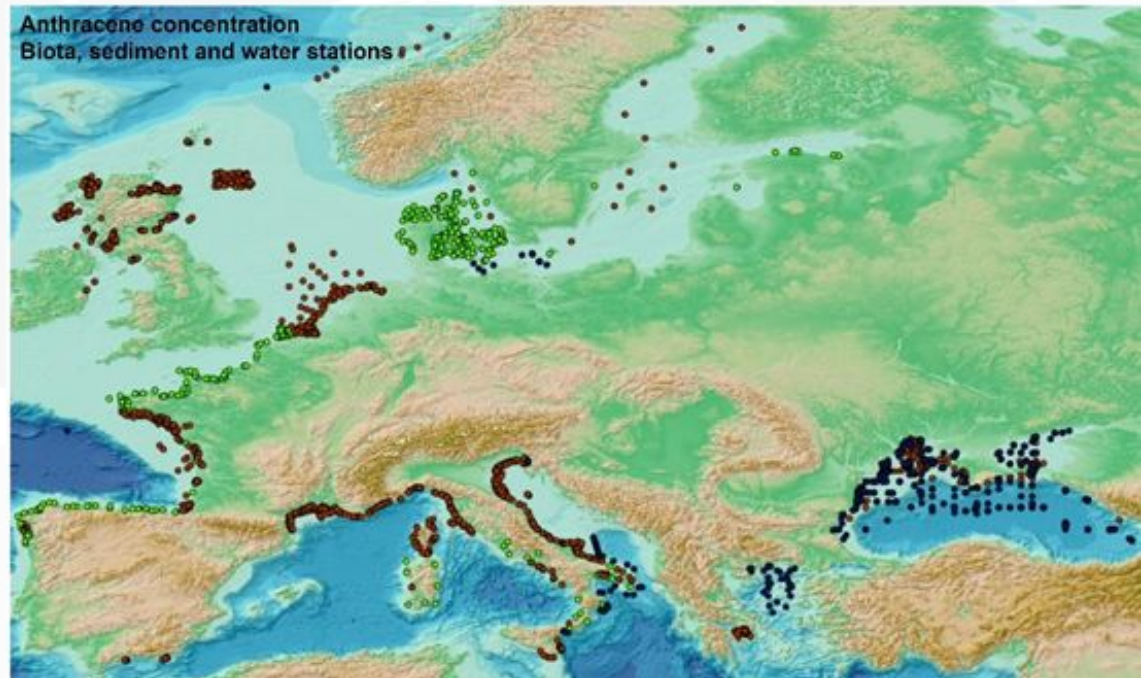 Anthracene concentration
Biota, sediment and water stations